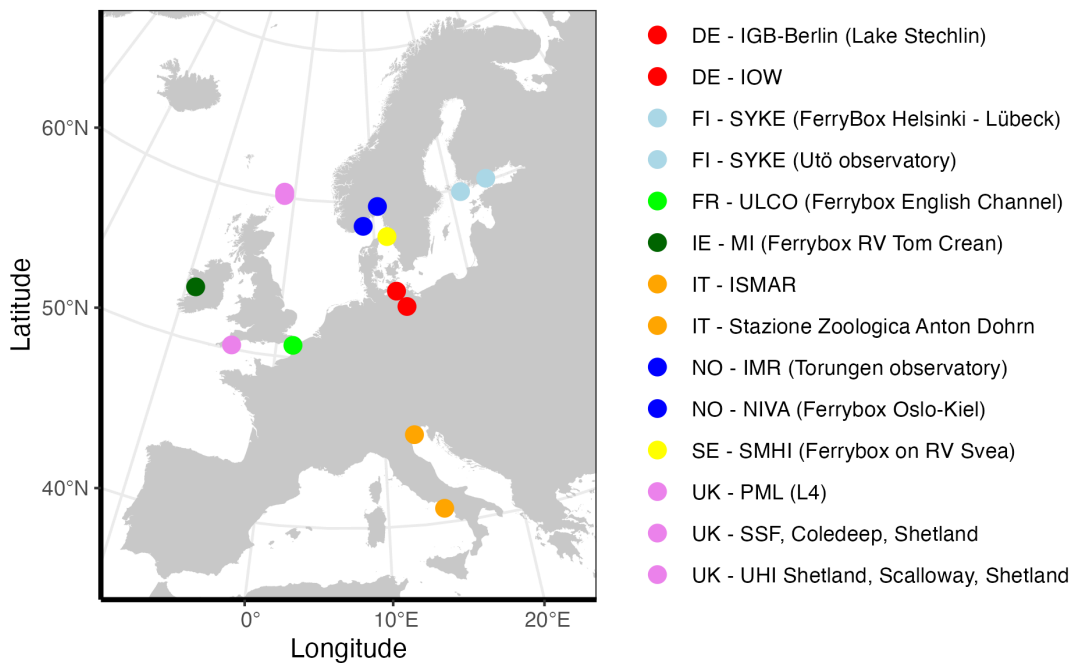 60°N
50°N
40°N
Latitude
0°
10°E
20°E
Longitude
DE - IGB-Berlin (Lake Stechlin)
DE - IOW
FI - SYKE (FerryBox Helsinki - Lübeck)
FI - SYKE (Utö observatory)
FR - ULCO (Ferrybox English Channel)
IE - MI (Ferrybox RV Tom Crean)
IT - ISMAR
IT - Stazione Zoologica Anton Dohrn
NO - IMR (Torungen observatory)
NO - NIVA (Ferrybox Oslo-Kiel)
SE - SMHI (Ferrybox on RV Svea)
UK - PML (L4)
UK - SSF, Coledeep, Shetland
UK - UHI Shetland, Scalloway, Shetland